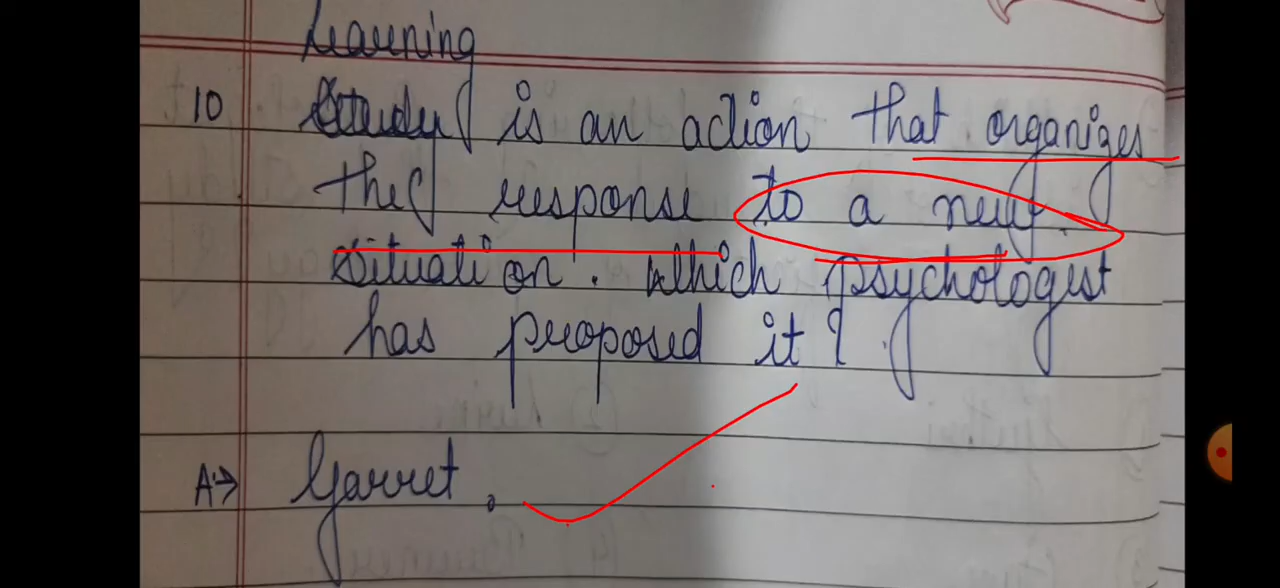 Learning
10 Study is an action that organizes
the response to a new
situation. which psychologist
has proposed it?
A→ Garret.